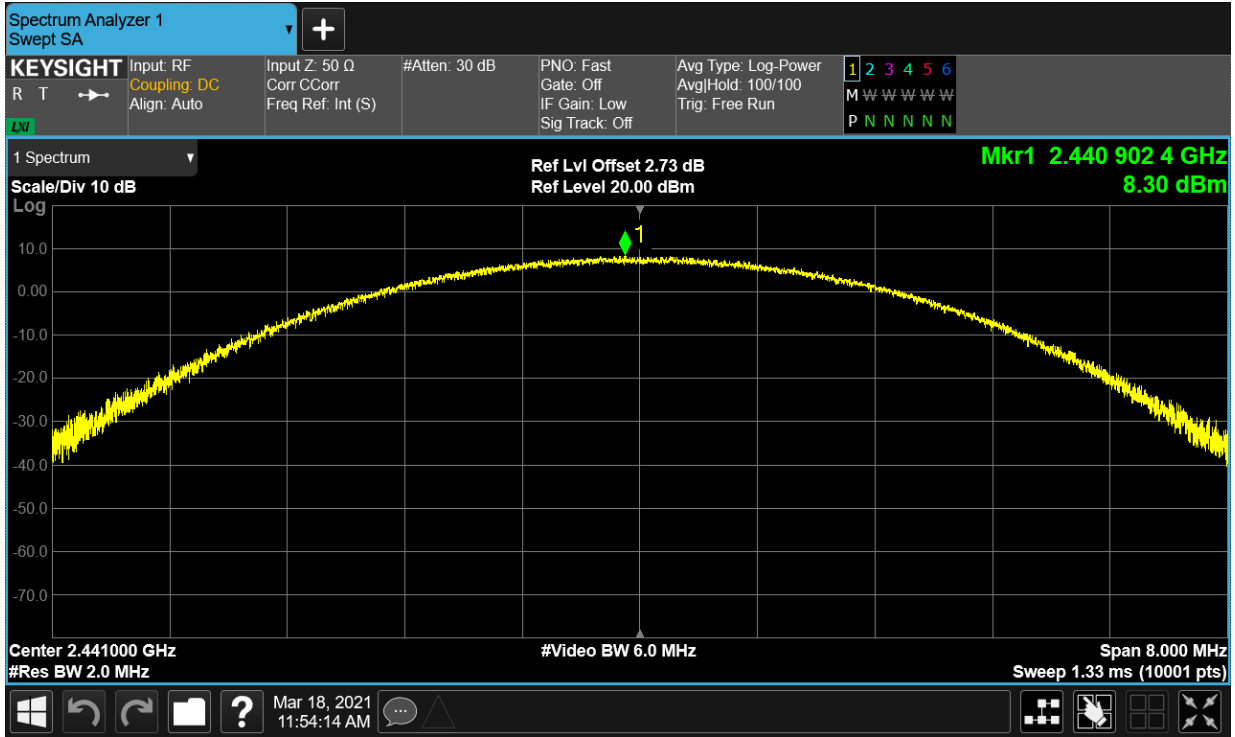 Spectrum Analyzer 1
Swept SA
KEYSIGHT
R T
LXI
Input: RF
Coupling: DC
Align: Auto
Input Z: 50 Ω
Corr CCorr
Freq Ref: Int (S)
#Atten: 30 dB
PNO: Fast
Gate: Off
IF Gain: Low
Sig Track: Off
Avg Type: Log-Power
Avg|Hold: 100/100
Trig: Free Run
1 2 3 4 5 6
M W W W W W
P N N N N N N
1 Spectrum
Scale/Div 10 dB
Log
Ref Lvl Offset 2.73 dB
Ref Level 20.00 dBm
Mkr1 2.440 902 4 GHz
8.30 dBm
1
10.0
0.00
-10.0
-20.0
-30.0
-40.0
-50.0
-60.0
-70.0
Center 2.441000 GHz
#Video BW 6.0 MHz
Span 8.000 MHz
#Res BW 2.0 MHz
Sweep 1.33 ms (10001 pts)
?
Mar 18, 2021
11:54:14 AM